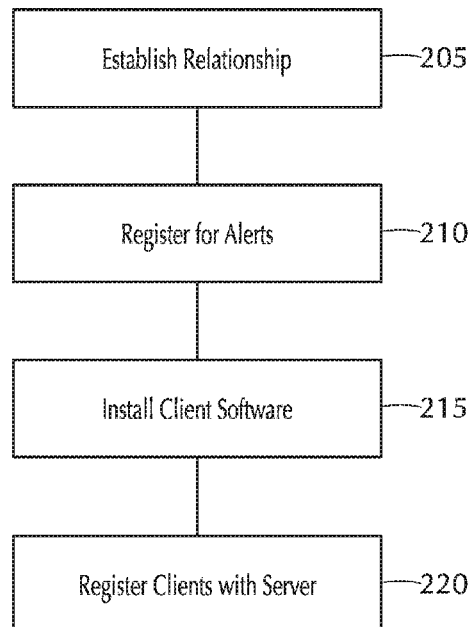 Establish Relationship 205
Register for Alerts 210
Install Client Software 215
Register Clients with Server 220